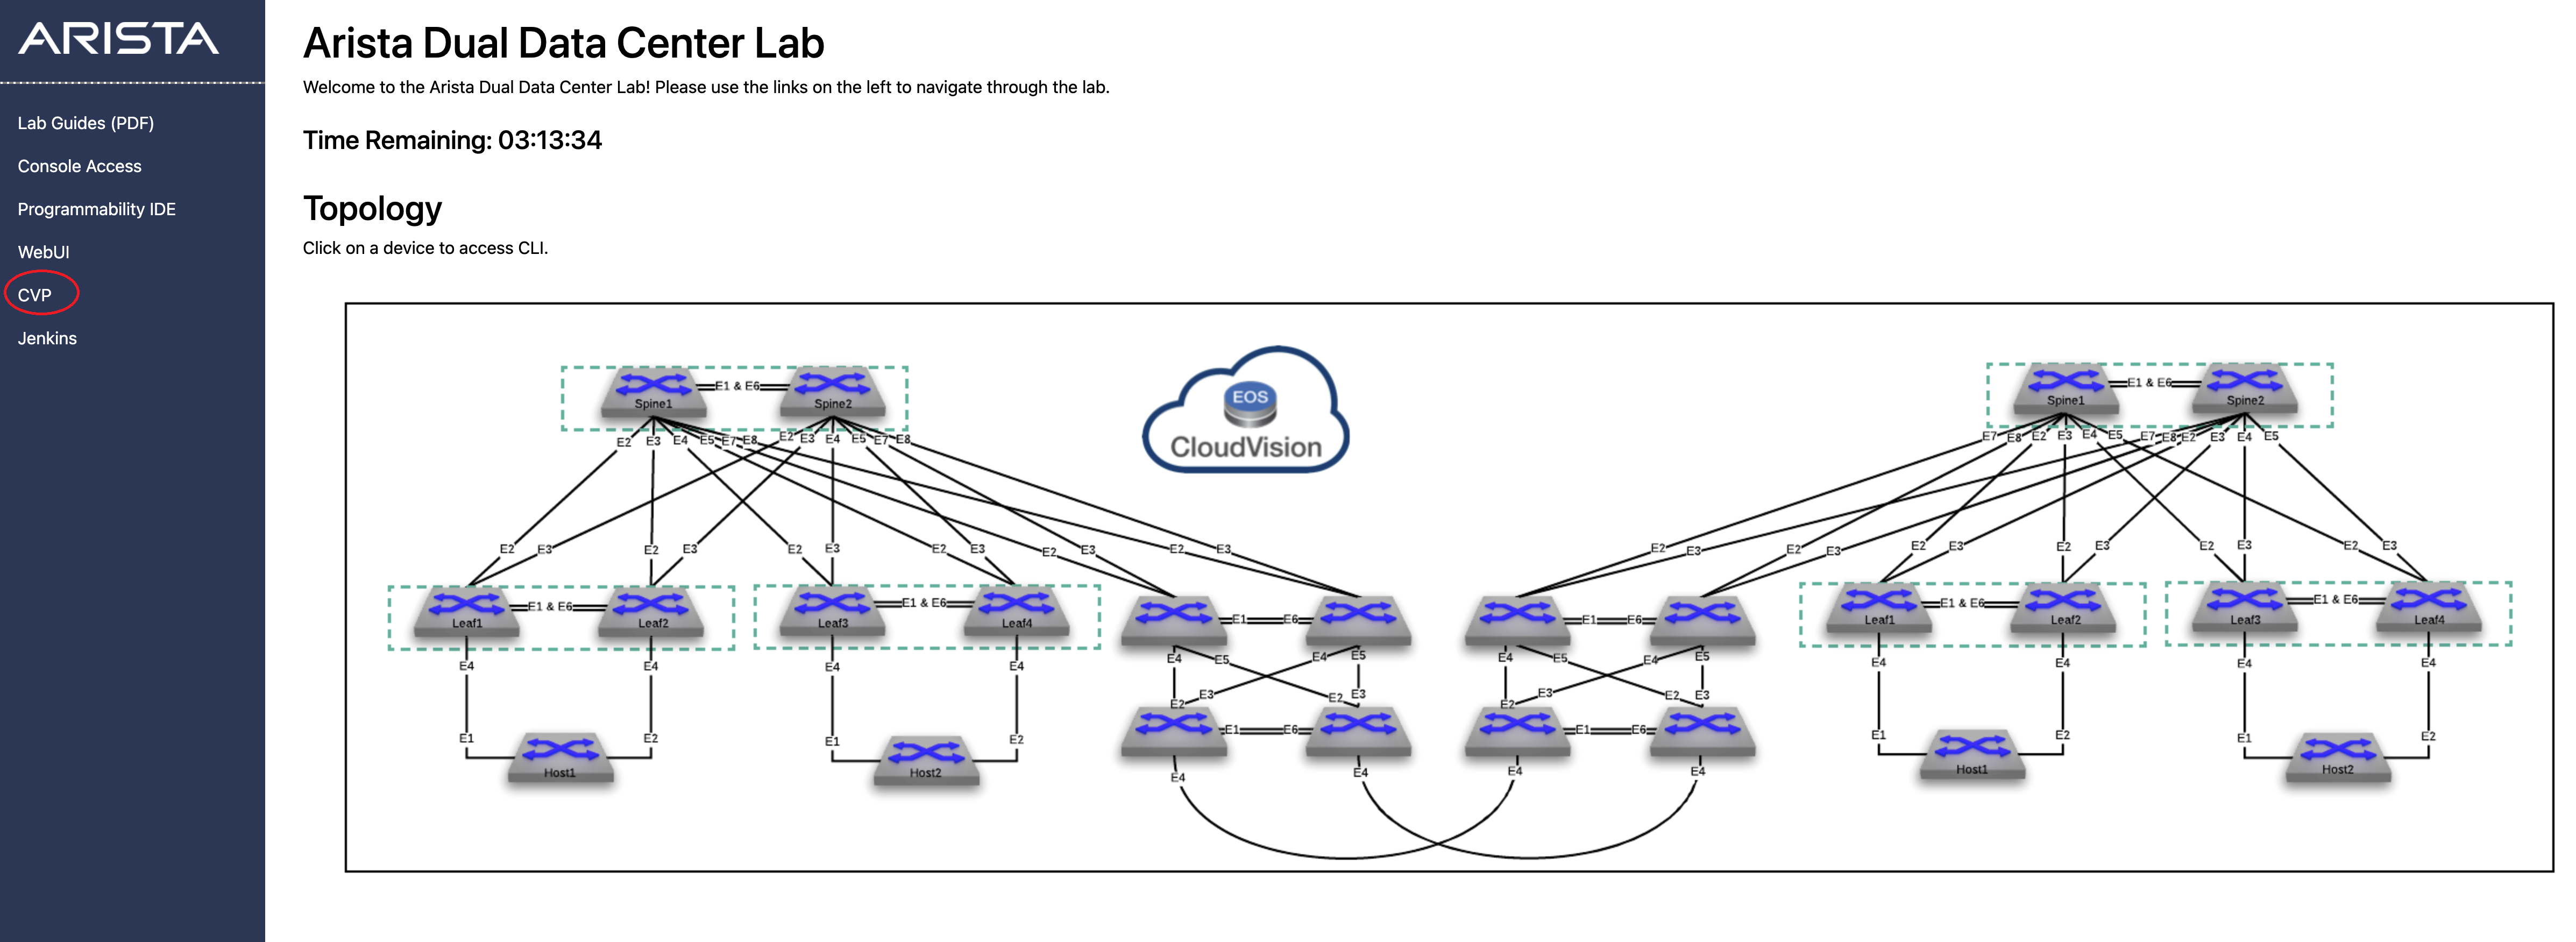 ARISTA
Lab Guides (PDF)
Console Access
Programmability IDE
WebUI
CVP
Jenkins
Arista Dual Data Center Lab
Welcome to the Arista Dual Data Center Lab! Please use the links on the left to navigate through the lab.
Time Remaining: 03:13:34
Topology
Click on a device to access CLI.
Spine1 E1 & E6 Spine2
EOS
CloudVision
Spine1 E1 & E6 Spine2
E2 E3 E4 E5 E7 E8 E2 E3 E4 E5 E7 E8
E7 E8 E2 E3 E4 E5 E7 E8 E2 E3 E4 E5
E2 E3 E2 E3 E2 E3 E2 E3 E2 E3 E2 E3
E2 E3 E2 E3 E2 E3 E2 E3 E2 E3 E2 E3
Leaf1 E1 & E6 Leaf2
Leaf3 E1 & E6 Leaf4
E1 E6
E1 E6
Leaf1 E1 & E6 Leaf2
Leaf3 E1 & E6 Leaf4
E4 E4 E4 E4
E4 E5 E4 E5
E4 E5 E4 E5
E4 E4 E4 E4
E2 E3 E2 E3
E2 E3 E2 E3
E1 E2 E1 E2
E1 E6
E1 E6
E1 E2 E1 E2
Host1
Host2
E4 E4 E4 E4
Host1
Host2